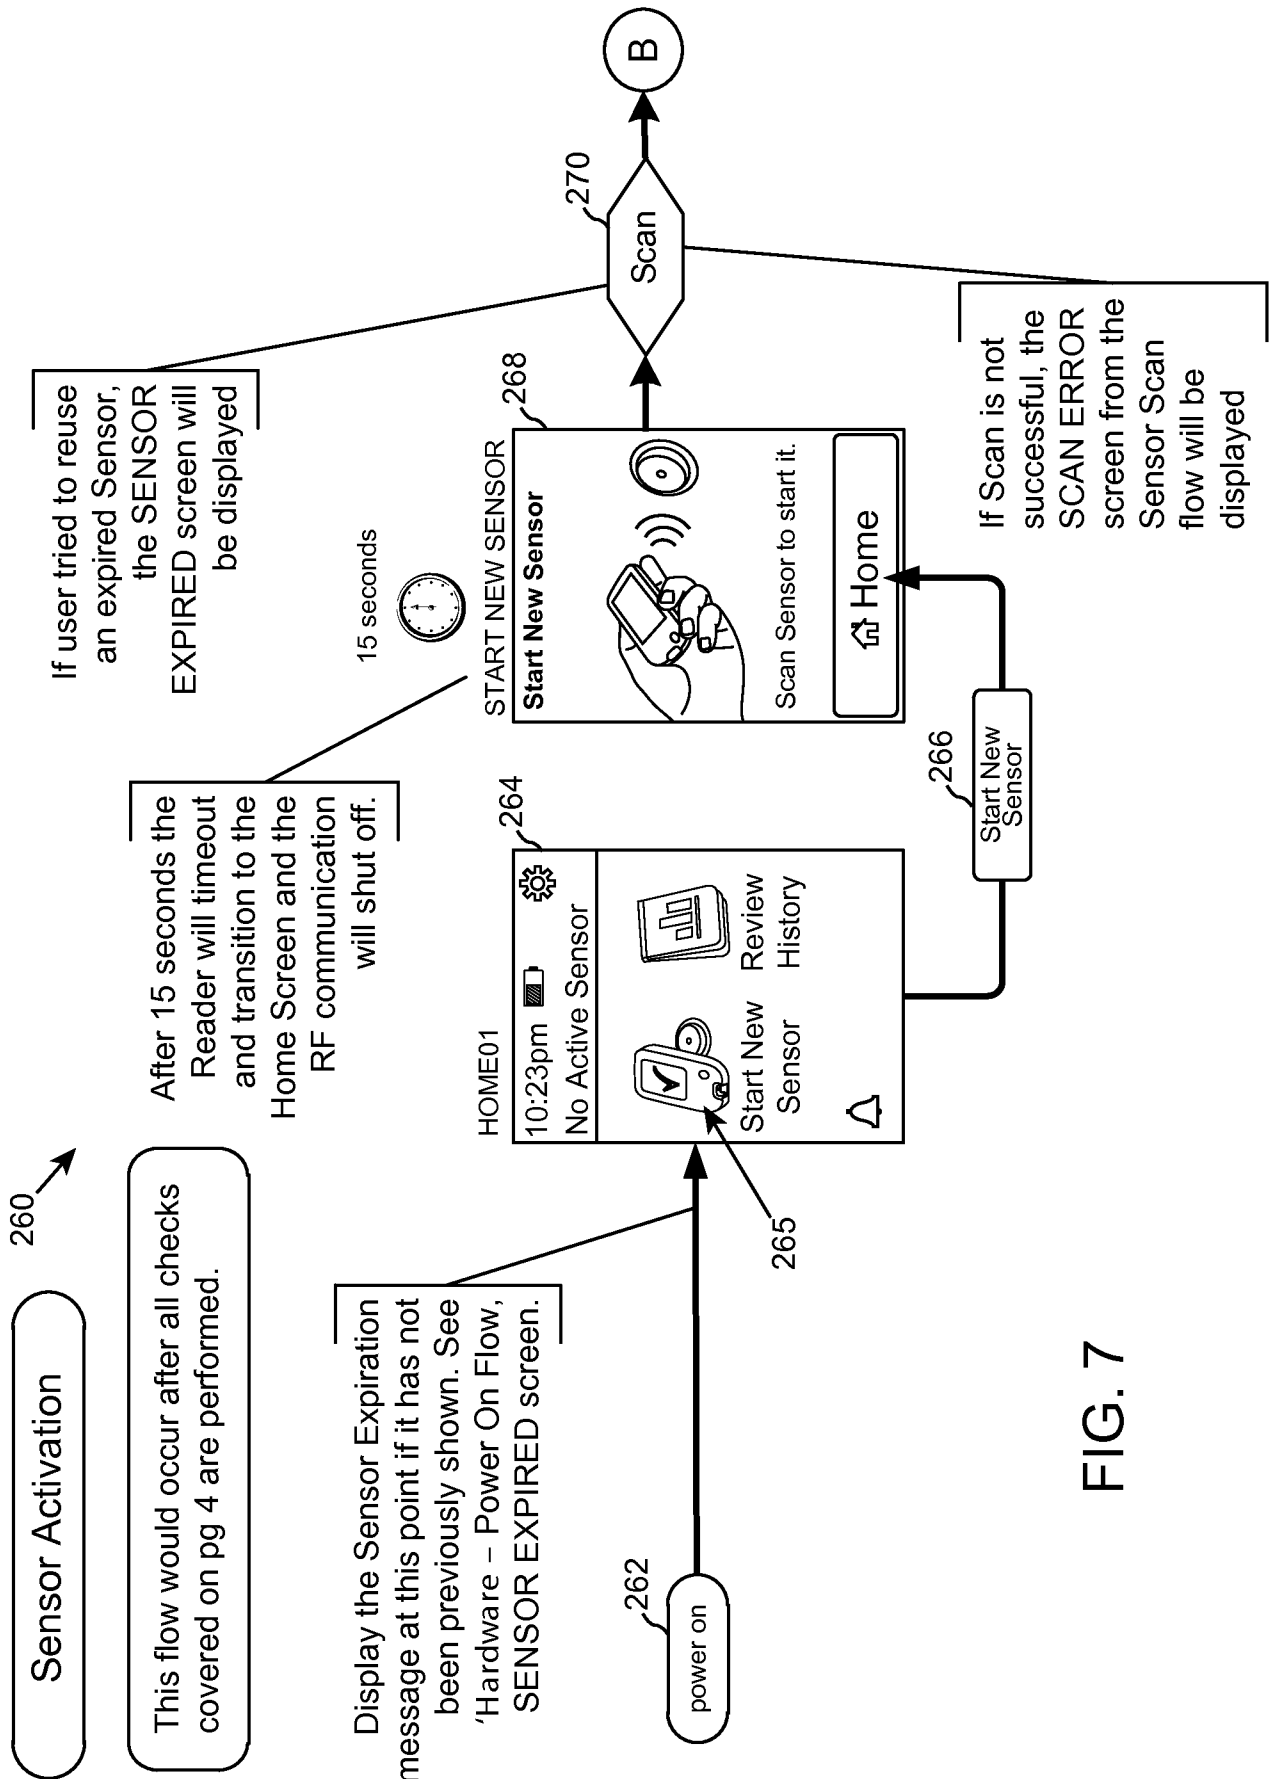 Sensor Activation
260
This flow would occur after all checks
covered on pg 4 are performed.
Display the Sensor Expiration
message at this point if it has not
been previously shown. See
'Hardware – Power On Flow,
SENSOR EXPIRED screen.
After 15 seconds the
Reader will timeout
and transition to the
Home Screen and the
RF communication
will shut off.
If user tried to reuse
an expired Sensor,
the SENSOR
EXPIRED screen will
be displayed
15 seconds
262
power on
HOME01
264
10:23pm
No Active Sensor
Start New
Sensor
Review
History
265
266
Start New
Sensor
START NEW SENSOR
268
Start New Sensor
Scan Sensor to start it.
Home
270
Scan
B
If Scan is not
successful, the
SCAN ERROR
screen from the
Sensor Scan
flow will be
displayed
FIG. 7